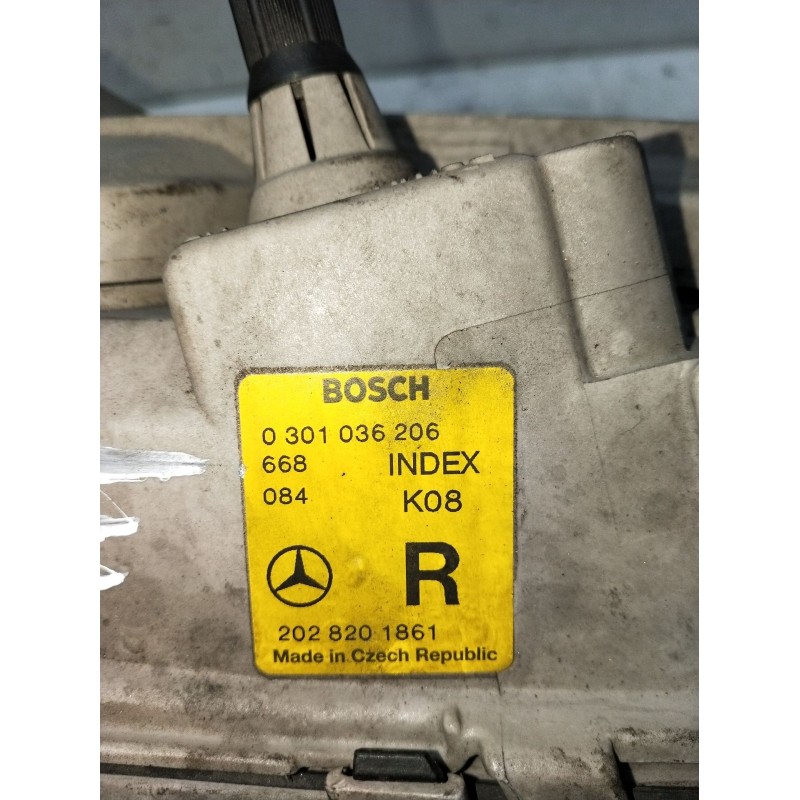 BOSCH
0 301 036 206
668 INDEX
084 K08
R
202 820 1861
Made in Czech Republic